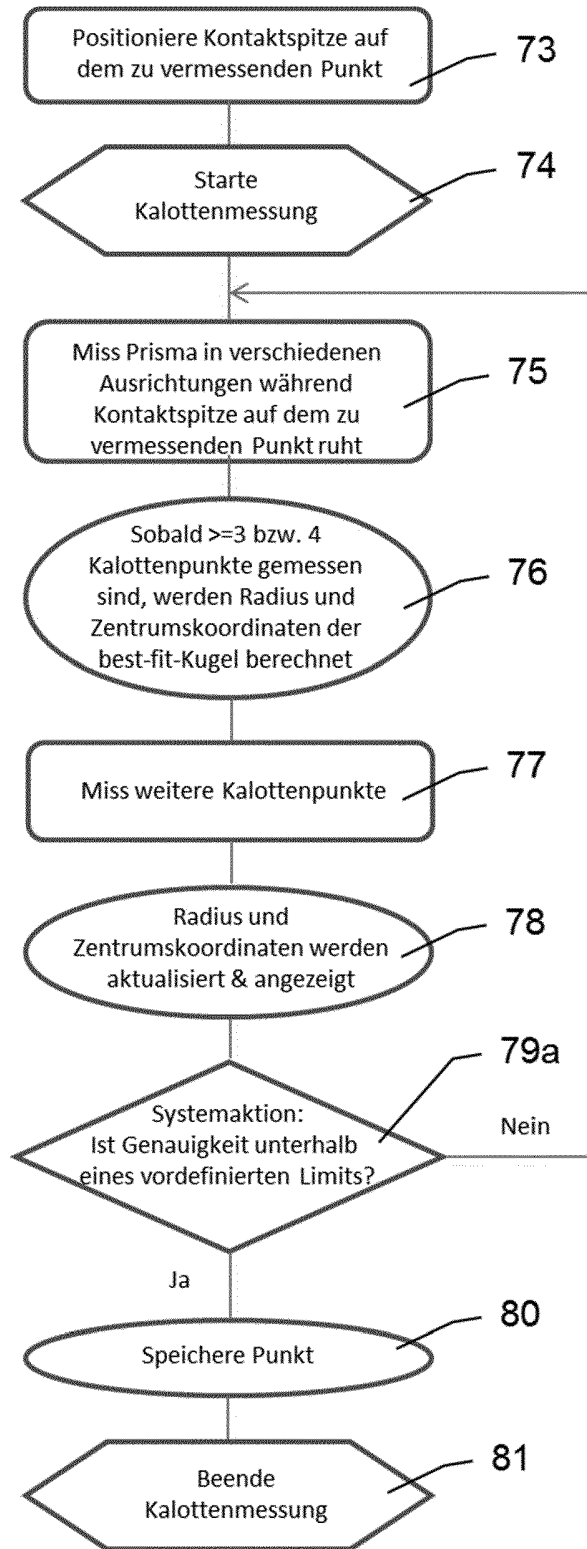 Positioniere Kontaktspitze auf
dem zu vermessenden Punkt
73
Starte
Kalottenmessung
74
Miss Prisma in verschiedenen
Ausrichtungen während
Kontaktspitze auf dem zu
vermessenden Punkt ruht
75
Sobald >=3 bzw. 4
Kalottenpunkte gemessen
sind, werden Radius und
Zentrumskoordinaten der
best-fit-Kugel berechnet
76
Miss weitere Kalottenpunkte
77
Radius und
Zentrumskoordinaten werden
aktualisiert & angezeigt
78
Systemaktion:
Ist Genauigkeit unterhalb
eines vordefinierten Limits?
79a
Nein
Ja
Speichere Punkt
80
Beende
Kalottenmessung
81